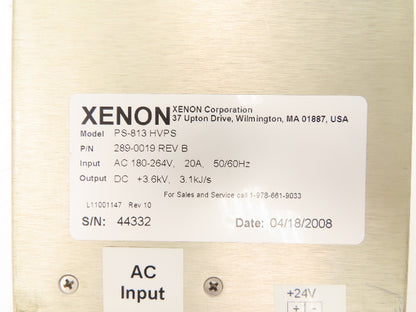 XENON XENON Corporation
37 Upton Drive, Wilmington, MA 01887, USA
Model PS-813 HVPS
P/N 289-0019 REV B
Input AC 180-264V, 20A, 50/60Hz
Output DC +3.6kV, 3.1kJ/s
For Sales and Service call 1-978-661-9033
L11001147 Rev 10
S/N: 44332 Date: 04/18/2008
AC
Input
+24V
+ -